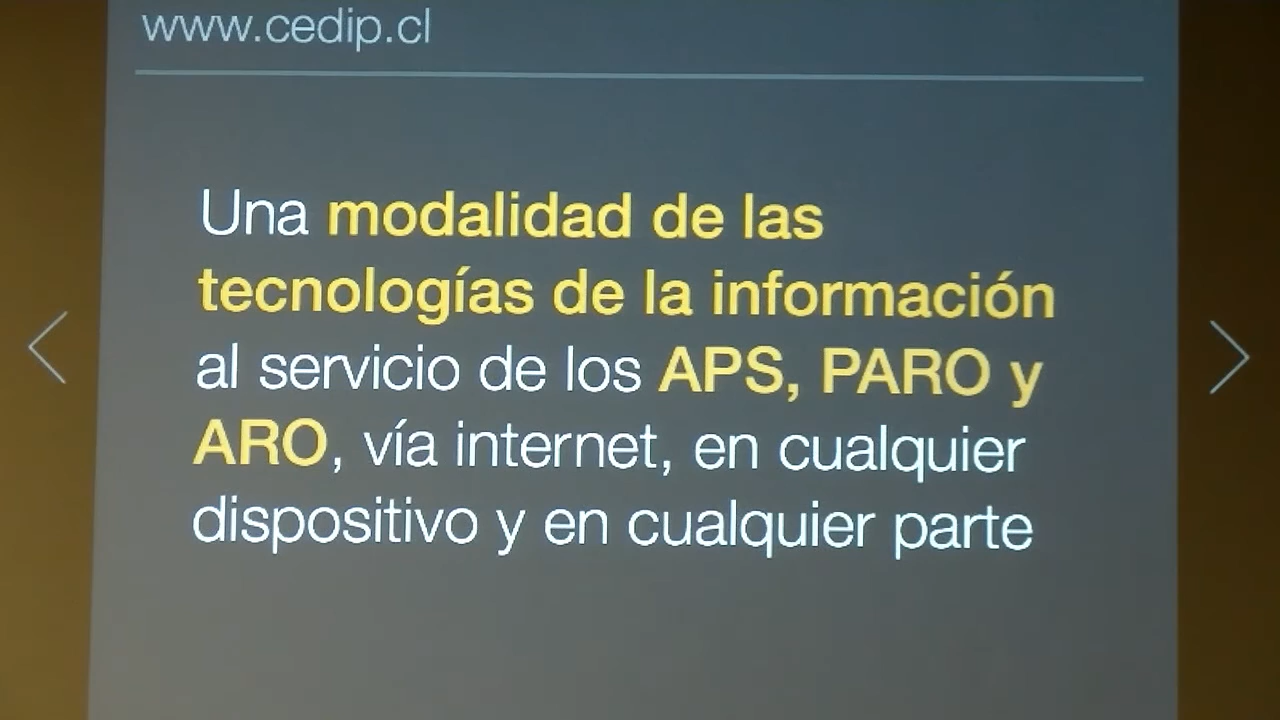 www.cedip.cl
Una modalidad de las
tecnologías de la información
al servicio de los APS, PARO y
ARO, vía internet, en cualquier
dispositivo y en cualquier parte